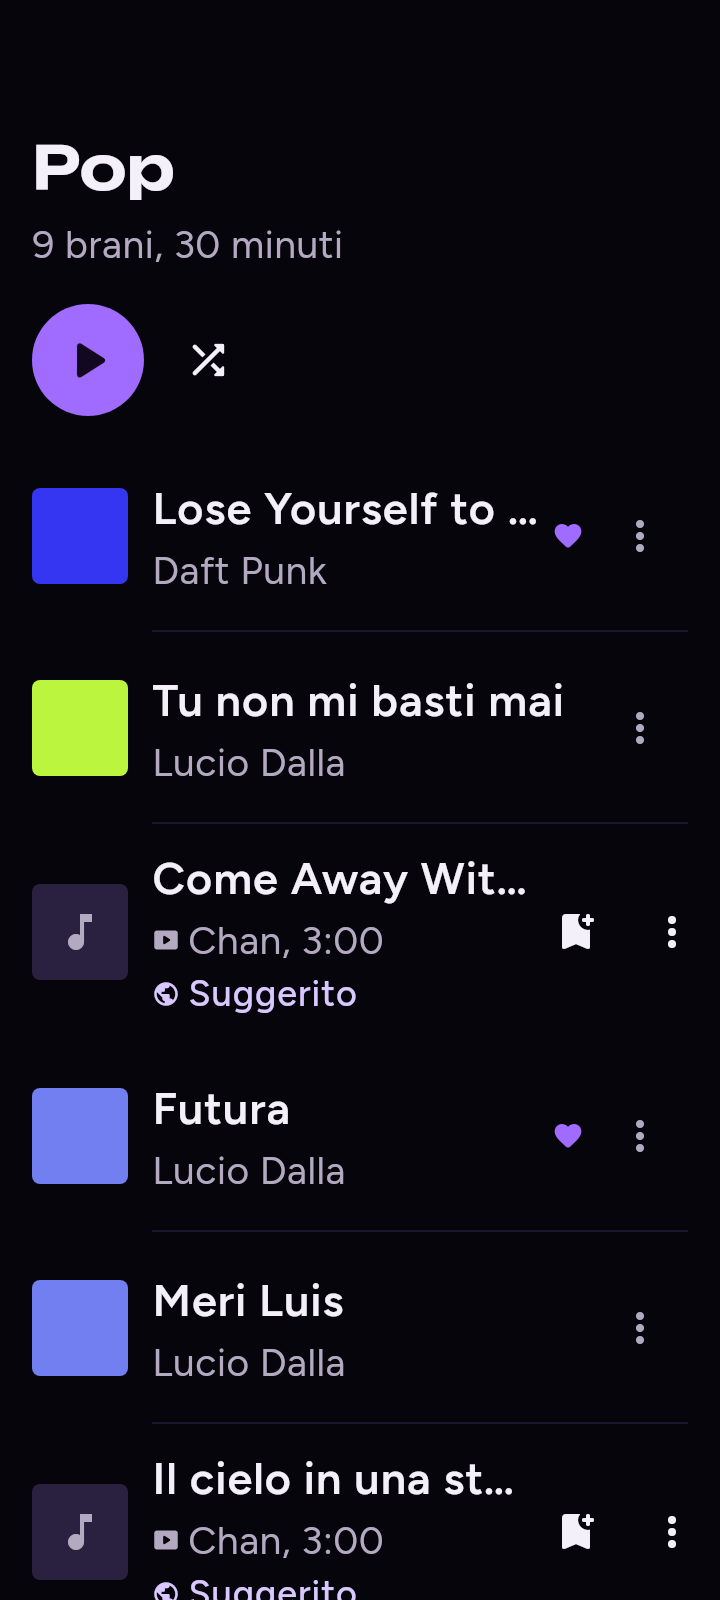 Pop
9 brani, 30 minuti
Lose Yourself to ...
Daft Punk
Tu non mi basti mai
Lucio Dalla
Come Away Wit...
Chan, 3:00
Suggerito
Futura
Lucio Dalla
Meri Luis
Lucio Dalla
Il cielo in una st...
Chan, 3:00
Suggerito